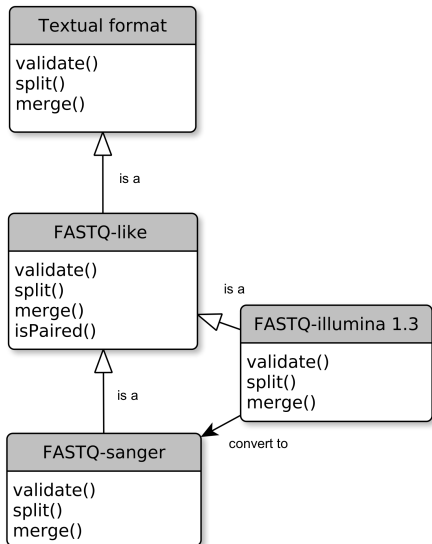 Textual format
validate()
split()
merge()
is a
FASTQ-like
validate()
split()
merge()
isPaired()
is a
FASTQ-illumina 1.3
validate()
split()
merge()
is a
convert to
FASTQ-sanger
validate()
split()
merge()